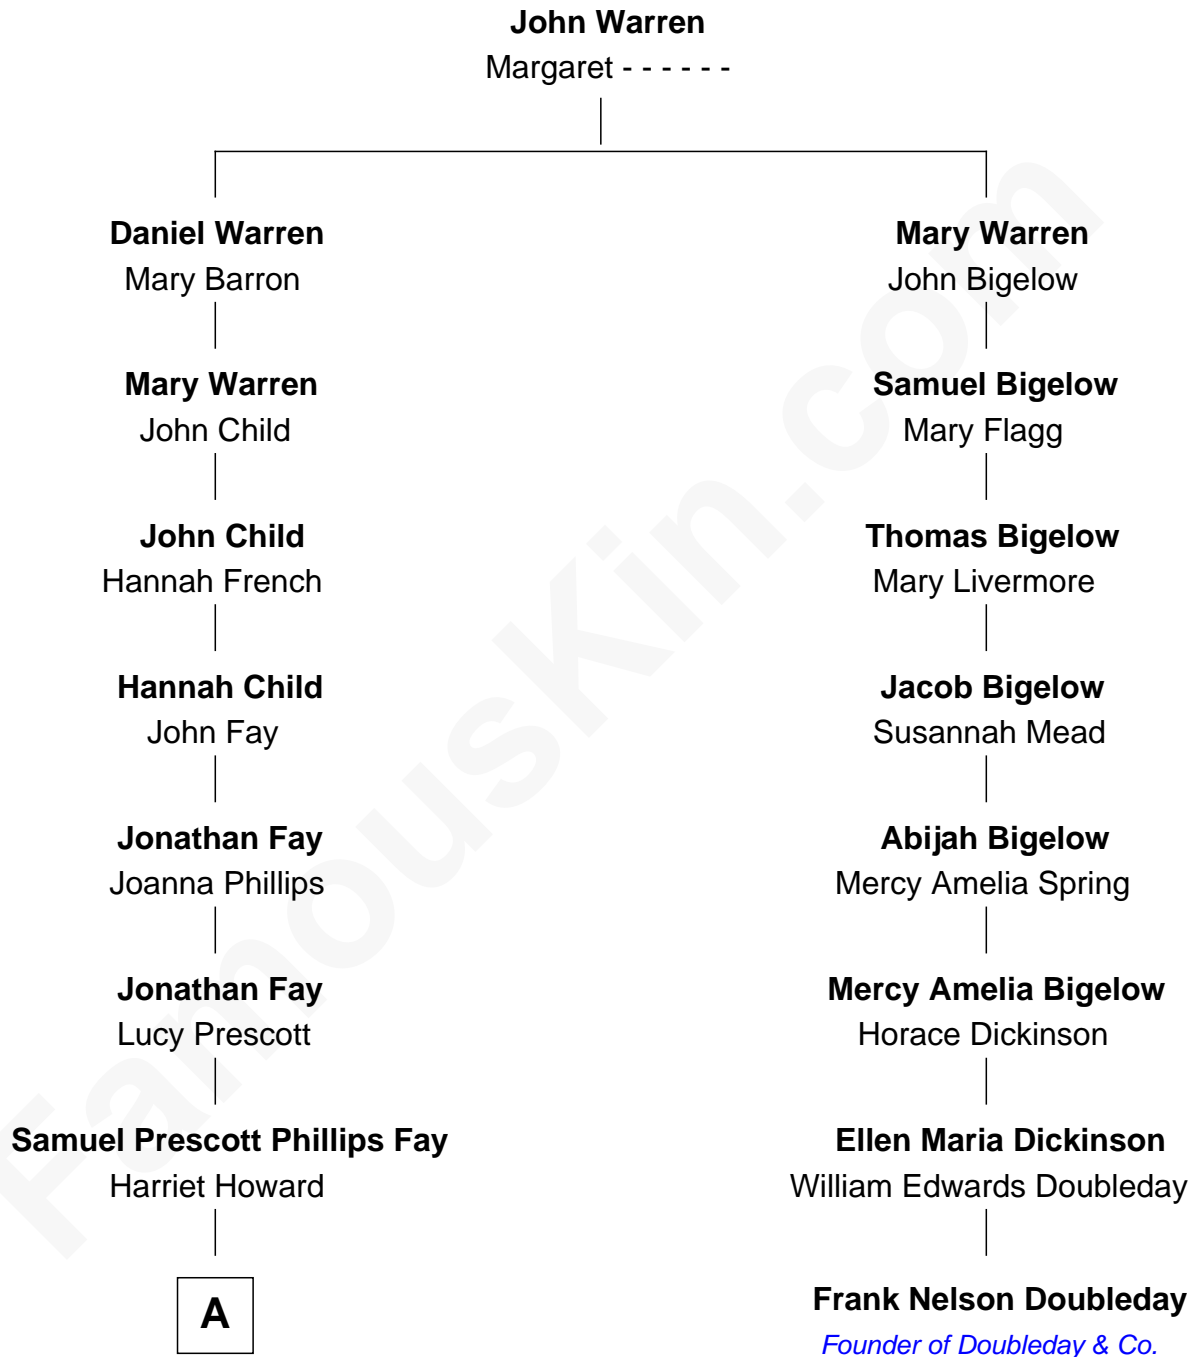 John Warren
Margaret - - - - - -
Daniel Warren
Mary Barron
Mary Warren
John Bigelow
Mary Warren
John Child
Samuel Bigelow
Mary Flagg
John Child
Hannah French
Thomas Bigelow
Mary Livermore
Hannah Child
John Fay
Jacob Bigelow
Susannah Mead
Jonathan Fay
Joanna Phillips
Abijah Bigelow
Mercy Amelia Spring
Jonathan Fay
Lucy Prescott
Mercy Amelia Bigelow
Horace Dickinson
Samuel Prescott Phillips Fay
Harriet Howard
Ellen Maria Dickinson
William Edwards Doubleday
A
Frank Nelson Doubleday
Founder of Doubleday & Co.
FamousKin.com